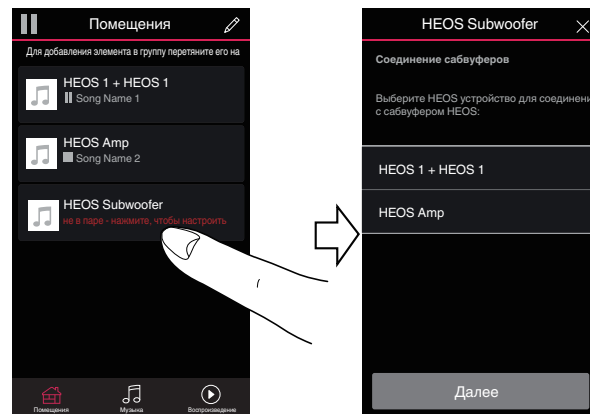 Помещения
Для добавления элемента в группу перетяните его на
HEOS 1 + HEOS 1
Song Name 1
HEOS Amp
Song Name 2
HEOS Subwoofer
не в паре - нажмите, чтобы настроить
Помещения
Музыка
Воспроизведение
HEOS Subwoofer
Соединение сабвуферов
Выберите HEOS устройство для соединени
с сабвуфером HEOS:
HEOS 1 + HEOS 1
HEOS Amp
Далее